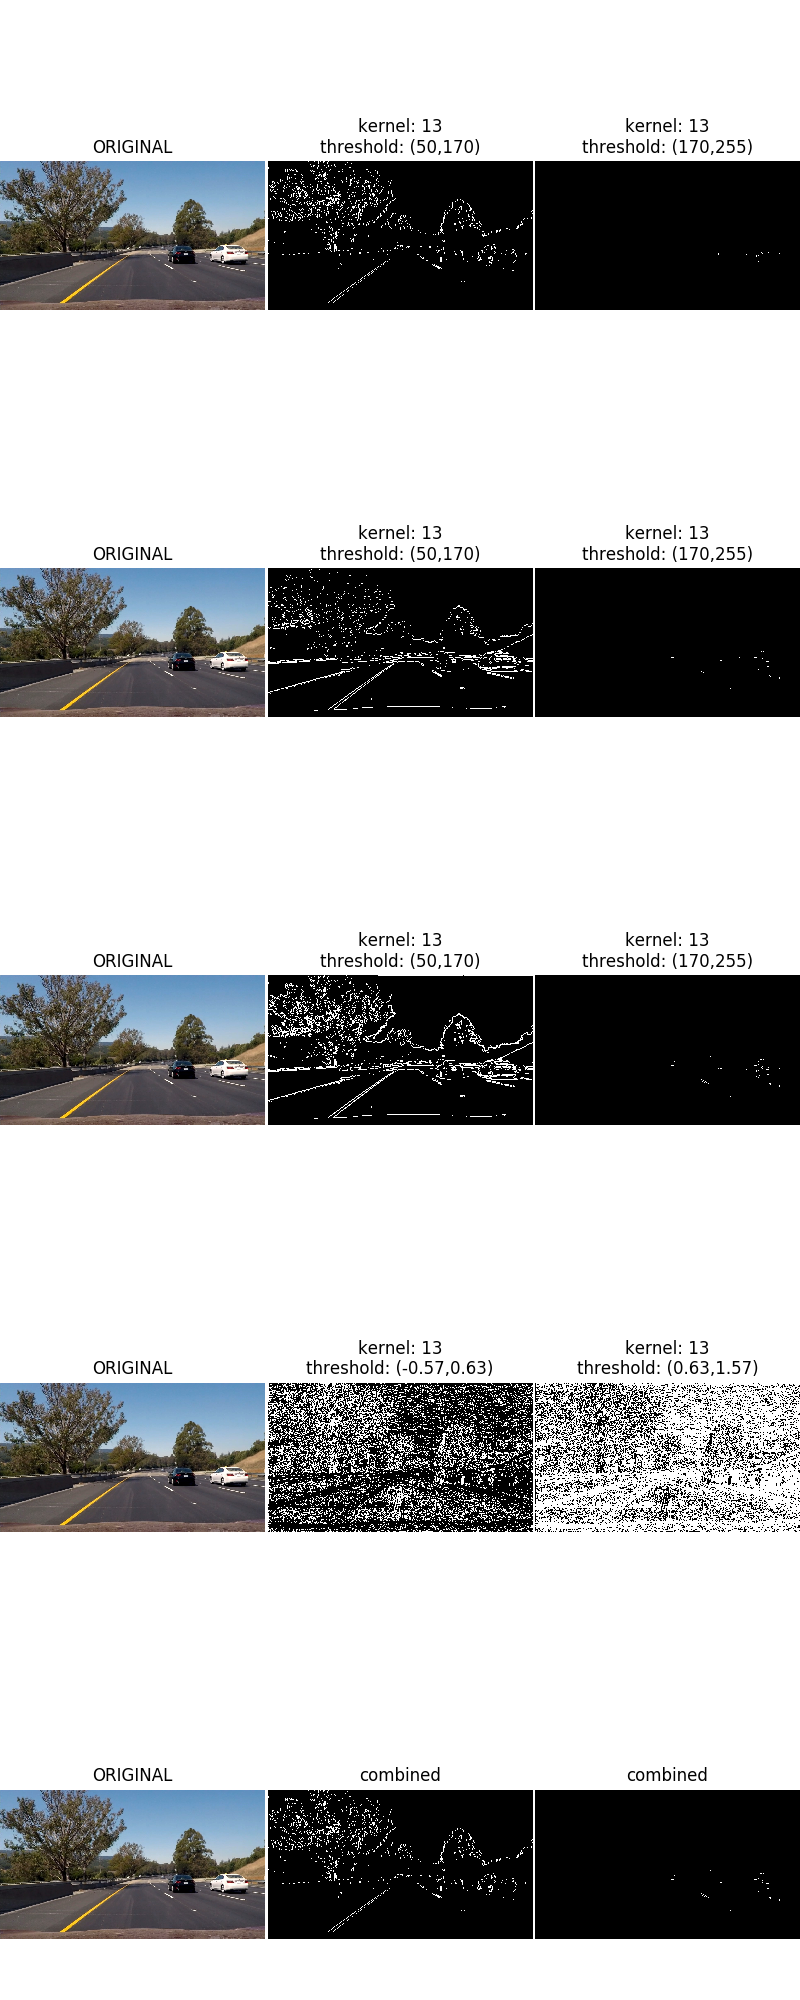 kernel: 13
kernel: 13
ORIGINAL
threshold: (50,170)
threshold: (170,255)
kernel: 13
kernel: 13
ORIGINAL
threshold: (50,170)
threshold: (170,255)
kernel: 13
kernel: 13
ORIGINAL
threshold: (50,170)
threshold: (170,255)
kernel: 13
kernel: 13
ORIGINAL
threshold: (-0.57,0.63)
threshold: (0.63,1.57)
ORIGINAL
combined
combined